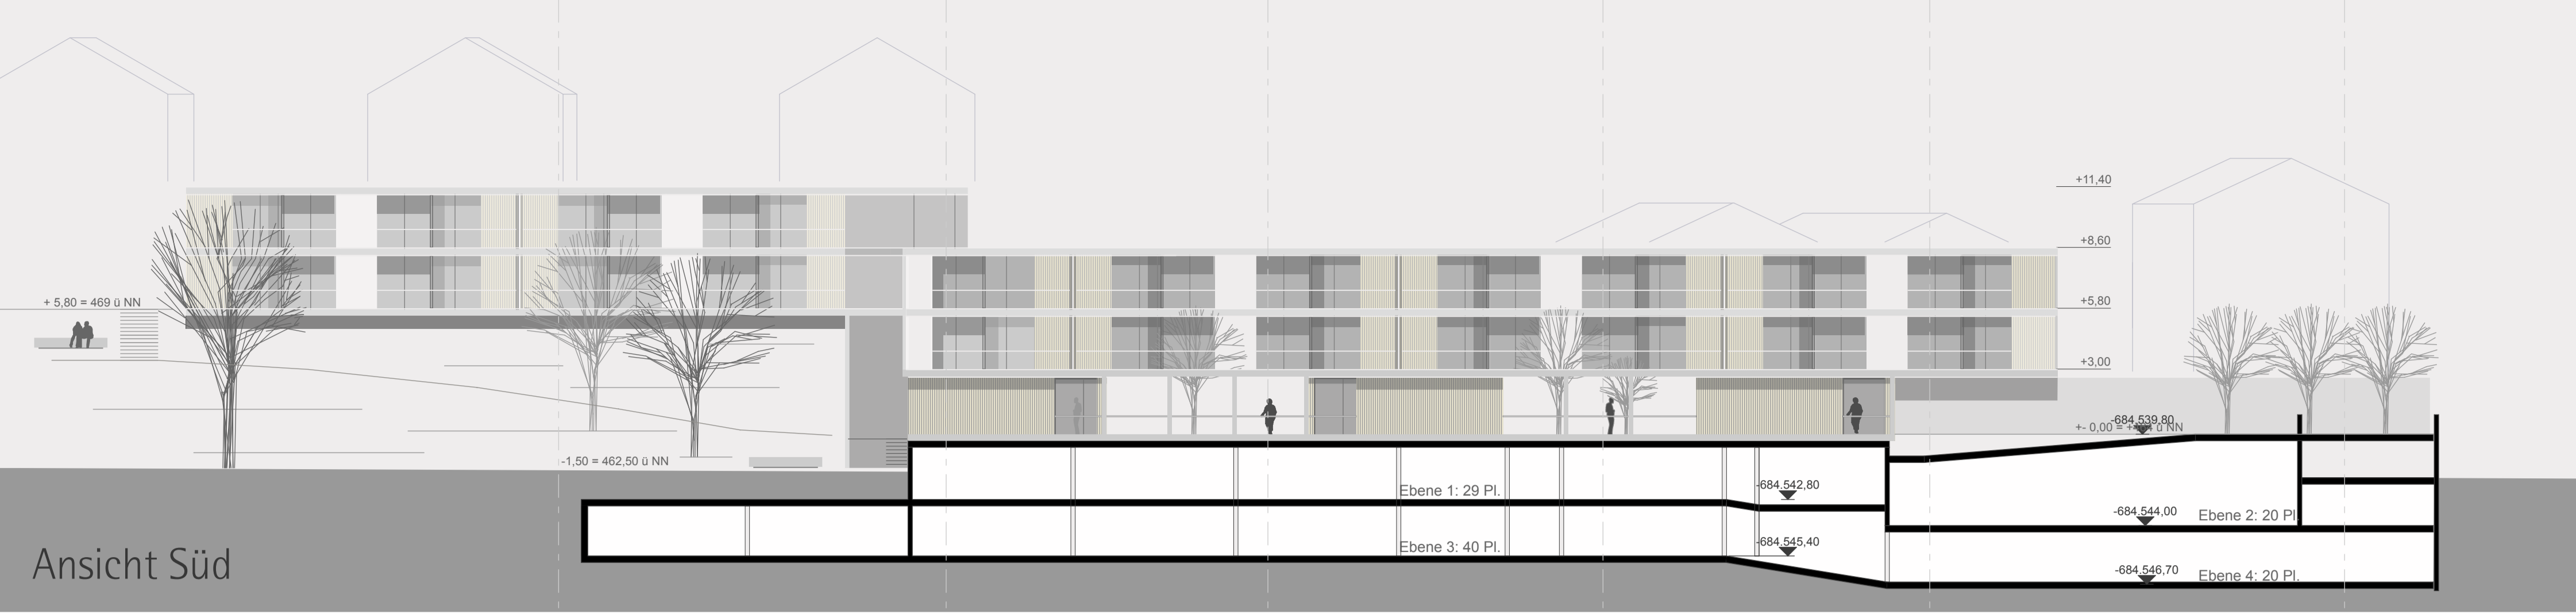 +11,40
+8,60
+ 5,80 = 469 ü NN
+5,80
+3,00
-684.539,80
+- 0,00 = ü NN
-1,50 = 462,50 ü NN
-684.542,80
Ebene 1: 29 Pl.
-684.544,00
Ebene 2: 20 Pl.
-684.545,40
Ebene 3: 40 Pl.
-684.546,70
Ebene 4: 20 Pl.
Ansicht Süd